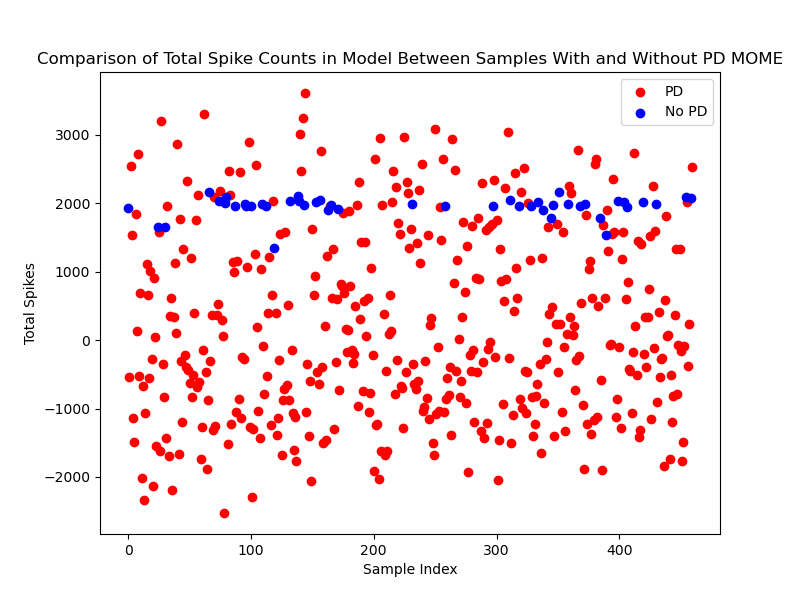 Comparison of Total Spike Counts in Model Between Samples With and Without PD MOME
PD
No PD
3000
2000
1000
0
−1000
−2000
Total Spikes
0 100 200 300 400
Sample Index